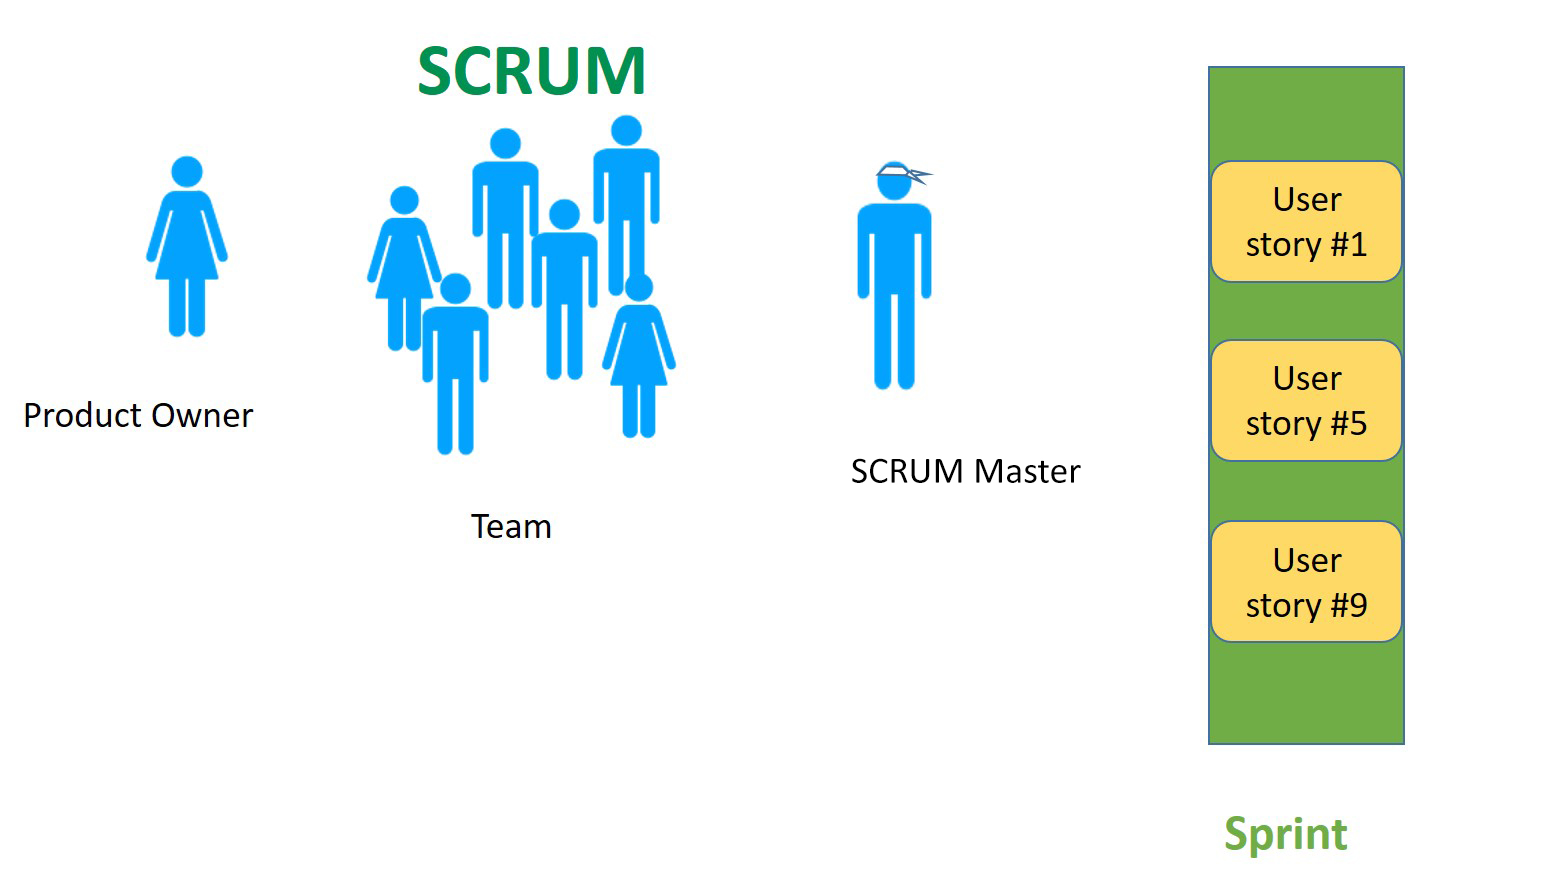 SCRUM
Product Owner
Team
SCRUM Master
User
story #1
User
story #5
User
story #9
Sprint